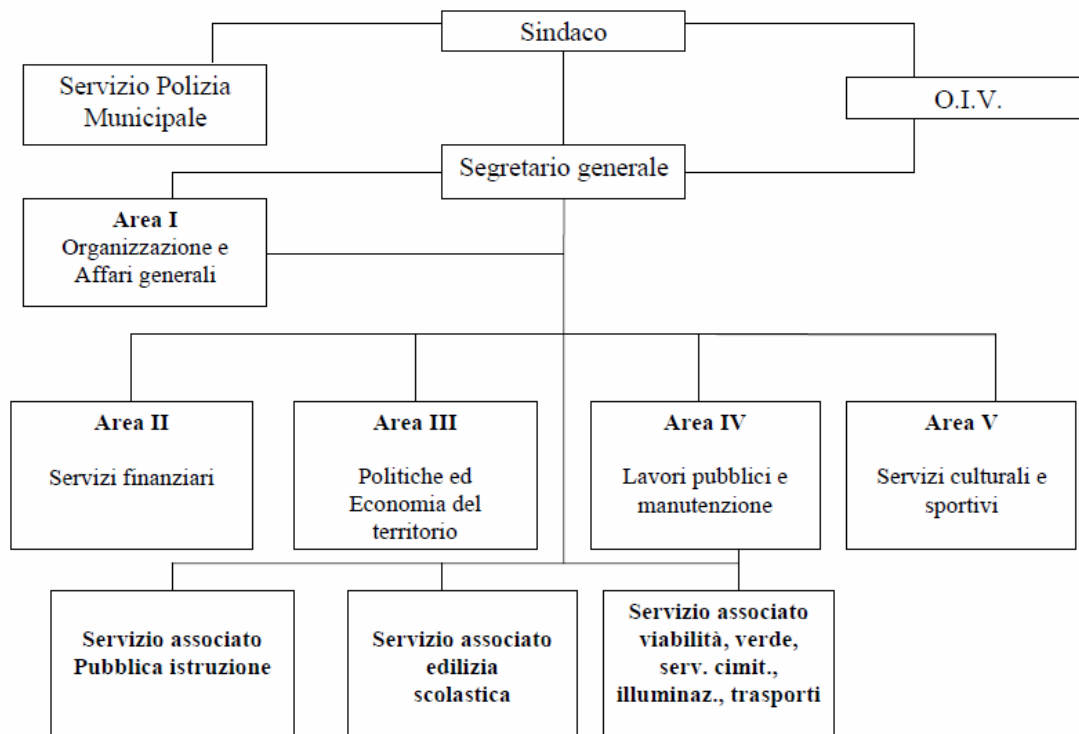 Sindaco
Servizio Polizia
Municipale
O.I.V.
Segretario generale
Area I
Organizzazione e
Affari generali
Area II
Servizi finanziari
Area III
Politiche ed
Economia del
territorio
Area IV
Lavori pubblici e
manutenzione
Area V
Servizi culturali e
sportivi
Servizio associato
Pubblica istruzione
Servizio associato
edilizia
scolastica
Servizio associato
viabilità, verde,
serv. cimit.,
illuminaz., trasporti